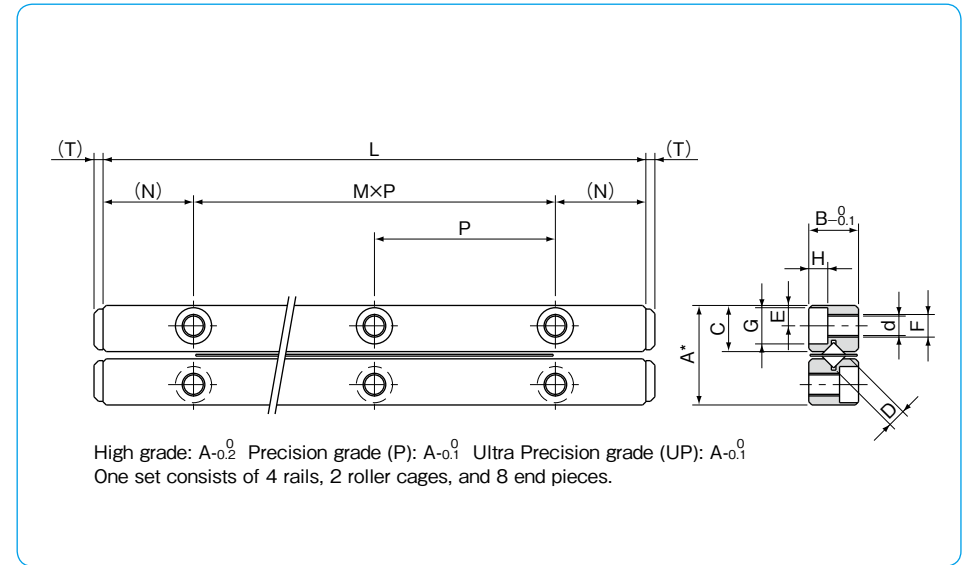 (T) L (T)
(N) M×P (N)
P
B-0 0.1
H
A* C G E d F
D
High grade: A-0 0.2 Precision grade (P): A-0 0.1 Ultra Precision grade (UP): A-0 0.1
One set consists of 4 rails, 2 roller cages, and 8 end pieces.